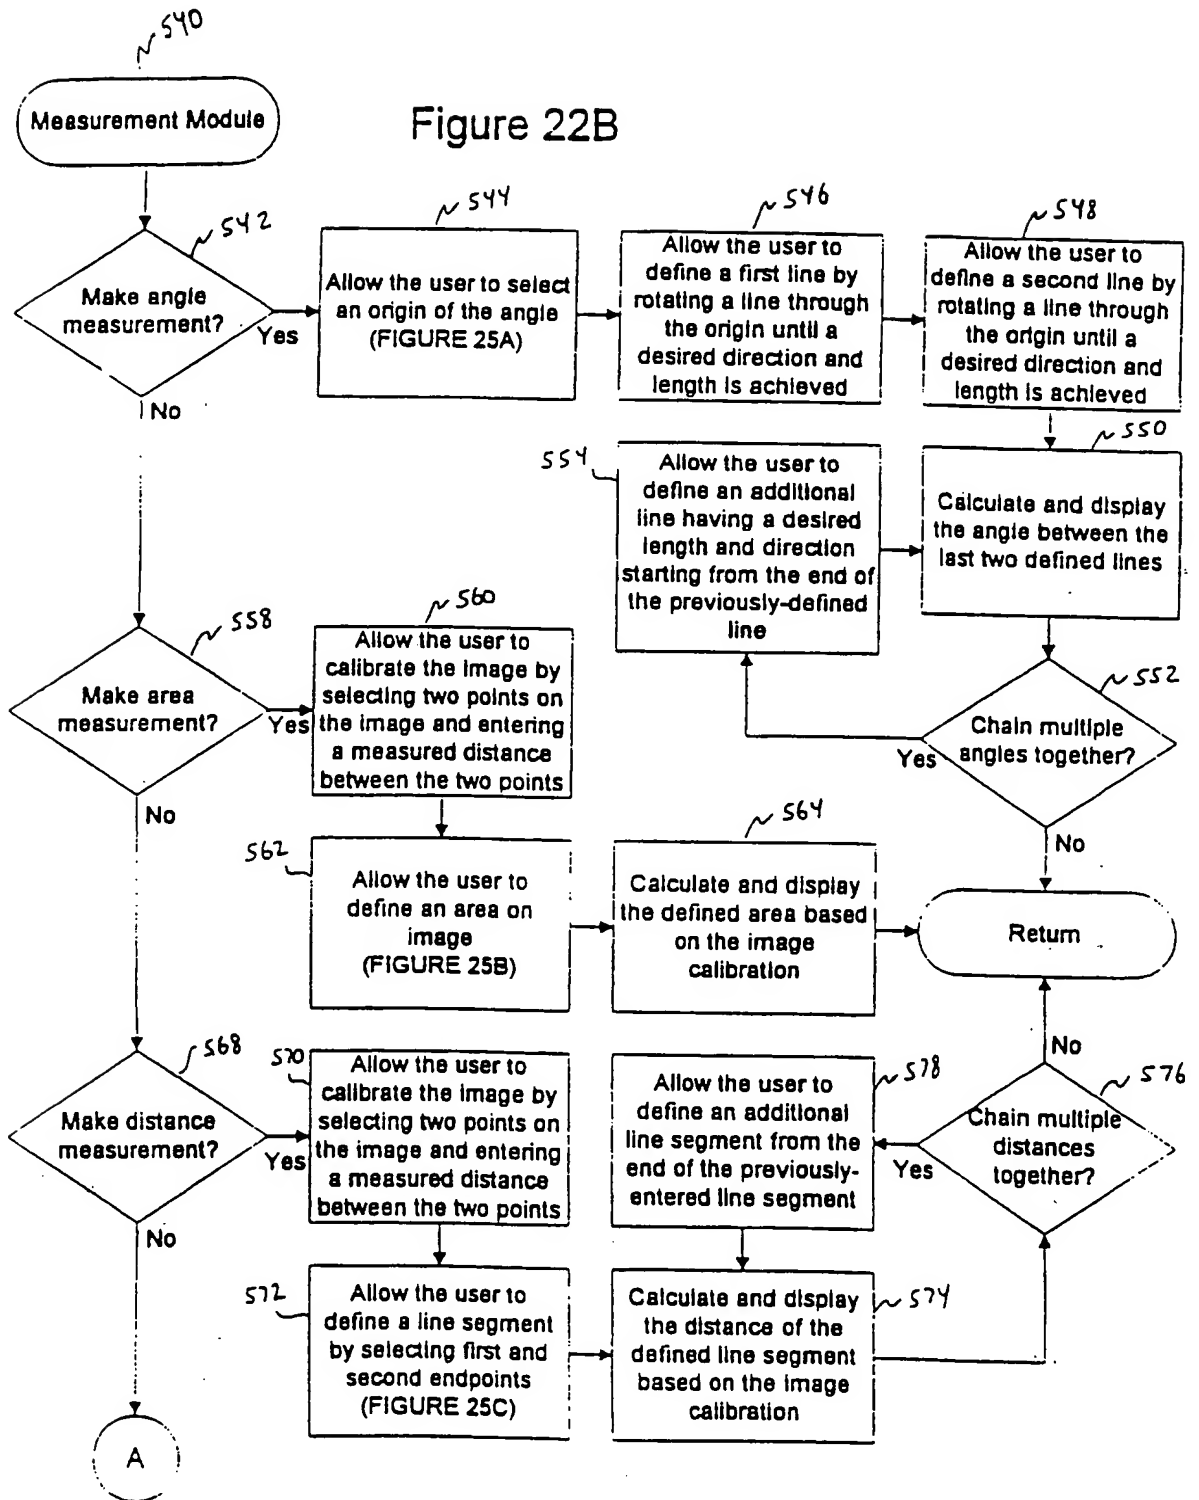 540
Measurement Module
Figure 22B
542
Make angle
measurement?
Yes
No
544
Allow the user to select
an origin of the angle
(FIGURE 25A)
546
Allow the user to
define a first line by
rotating a line through
the origin until a
desired direction and
length is achieved
548
Allow the user to
define a second line by
rotating a line through
the origin until a
desired direction and
length is achieved
550
Calculate and display
the angle between the
last two defined lines
554
Allow the user to
define an additional
line having a desired
length and direction
starting from the end of
the previously-defined
line
552
Chain multiple
angles together?
Yes
No
558
Make area
measurement?
Yes
No
560
Allow the user to
calibrate the image by
selecting two points on
the image and entering
a measured distance
between the two points
562
Allow the user to
define an area on
image
(FIGURE 25B)
564
Calculate and display
the defined area based
on the image
calibration
Return
568
Make distance
measurement?
Yes
No
570
Allow the user to
calibrate the image by
selecting two points on
the image and entering
a measured distance
between the two points
572
Allow the user to
define a line segment
by selecting first and
second endpoints
(FIGURE 25C)
578
Allow the user to
define an additional
line segment from the
end of the previously-
entered line segment
574
Calculate and display
the distance of the
defined line segment
based on the image
calibration
576
Chain multiple
distances
together?
Yes
No
A